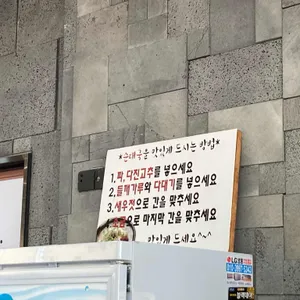 *순대국을 맛있게 드시는 방법*
1, 파, 다진고추를 넣으세요
2, 들깨가루와 다대기를 넣으세요
3, 새우젓으로 간을 맞추세요
으로 마지막 간을 맞추세요
맛있게 드세요~^^
LG